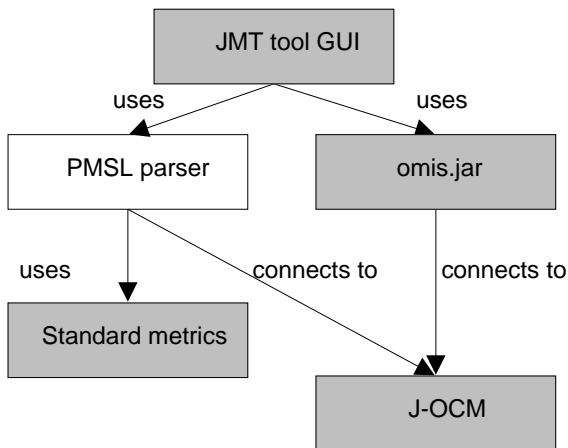 JMT tool GUI
uses
uses
PMSL parser
omis.jar
uses
connects to
connects to
Standard metrics
J-OCM